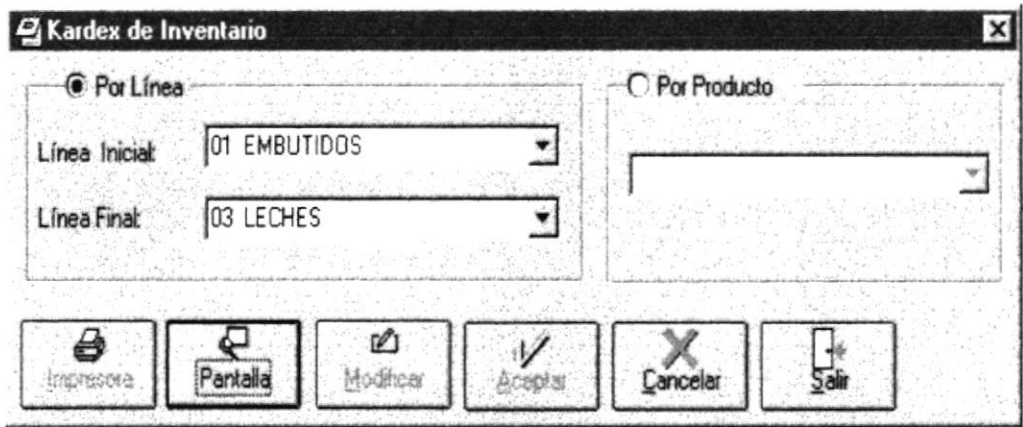 Kardex de Inventario
Por Línea
Línea Inicial:
01 EMBUTIDOS
Línea Final:
03 LECHES
Por Producto
Impresora
Pantalla
Modificar
Aceptar
Cancelar
Salir